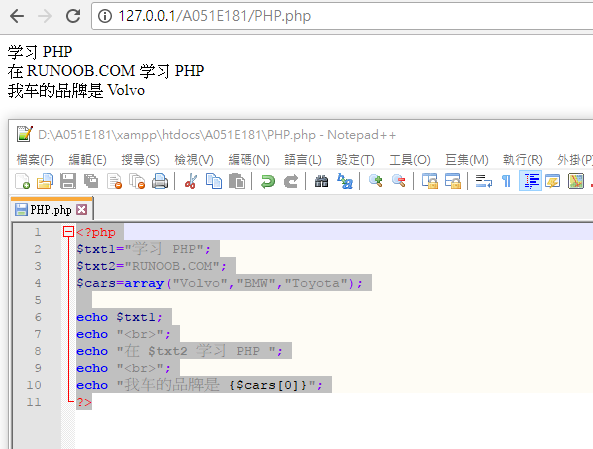 127.0.0.1/A051E181/PHP.php
学习 PHP
在 RUNOOB.COM 学习 PHP
我车的品牌是 Volvo
D:\A051E181\xampp\htdocs\A051E181\PHP.php - Notepad++
檔案(F) 編輯(E) 搜尋(S) 檢視(V) 編碼(N) 語言(L) 設定(T) 工具(O) 巨集(M) 執行(R) 外掛(P)
PHP.php
1 <?php
2 $txt1="学习 PHP";
3 $txt2="RUNOOB.COM";
4 $cars=array("Volvo","BMW","Toyota");
5
6 echo $txt1;
7 echo "<br>";
8 echo "在 $txt2 学习 PHP ";
9 echo "<br>";
10 echo "我车的品牌是 {$cars[0]}";
11 ?>